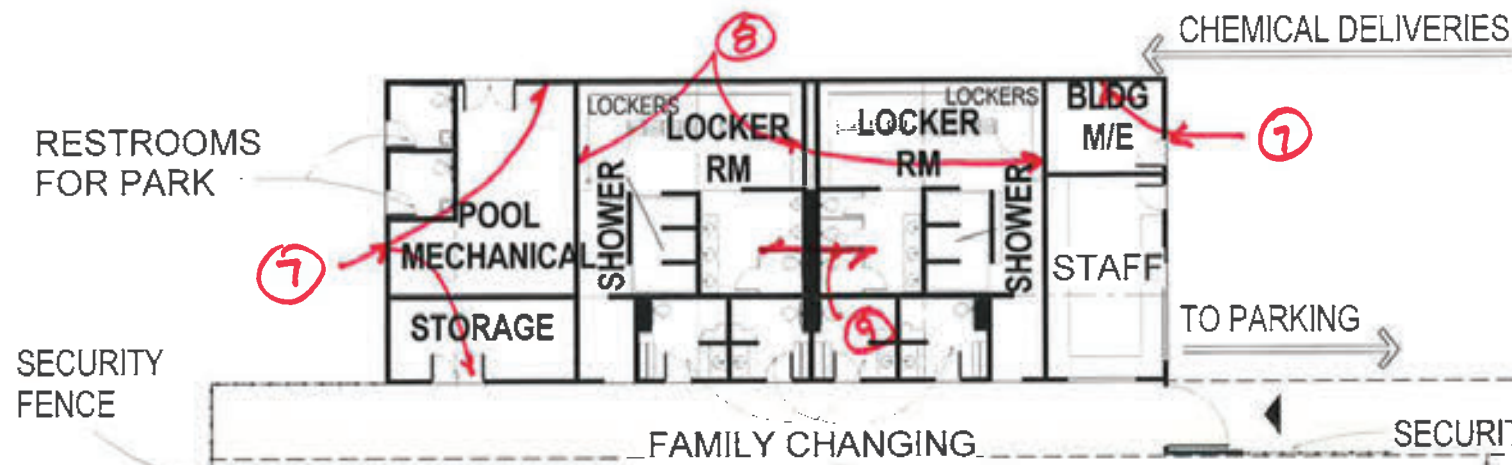 ⑧
CHEMICAL DELIVERIES
RESTROOMS
FOR PARK
LOCKERS
LOCKER
RM
LOCKERS
LOCKER
RM
BLDG
M/E
⑦
SHOWER
SHOWER
POOL
MECHANICAL
⑦
STAFF
STORAGE
⑨
TO PARKING
SECURITY
FENCE
FAMILY CHANGING
SECURIT